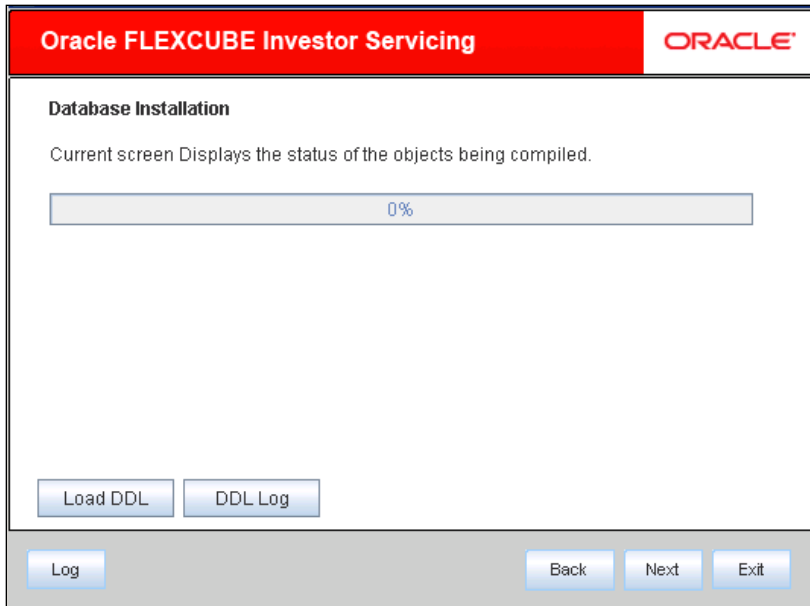 Oracle FLEXCUBE Investor Servicing
ORACLE'
Database Installation
Current screen Displays the status of the objects being compiled.
0%
Load DDL
DDL Log
Log
Back
Next
Exit